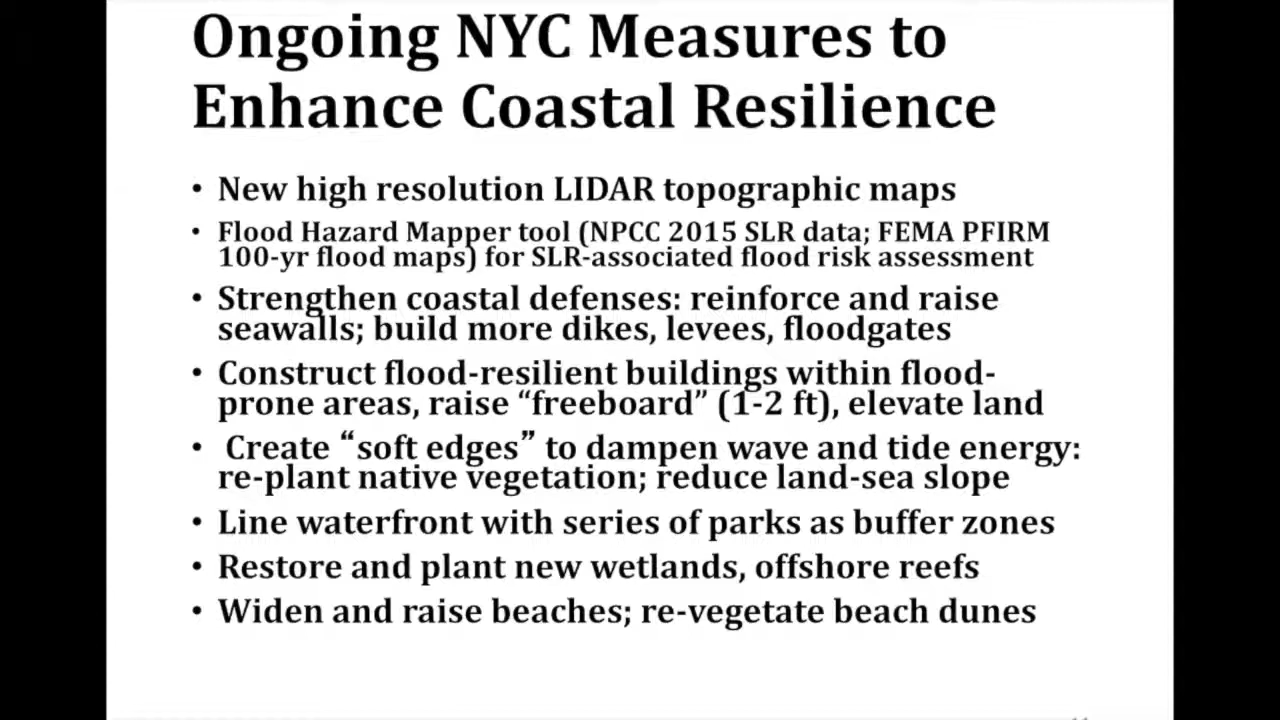 Ongoing NYC Measures to
Enhance Coastal Resilience
• New high resolution LIDAR topographic maps
• Flood Hazard Mapper tool (NPCC 2015 SLR data; FEMA PFIRM
100-yr flood maps) for SLR-associated flood risk assessment
• Strengthen coastal defenses: reinforce and raise
seawalls; build more dikes, levees, floodgates
• Construct flood-resilient buildings within flood-
prone areas, raise “freeboard” (1-2 ft), elevate land
• Create “soft edges” to dampen wave and tide energy:
re-plant native vegetation; reduce land-sea slope
• Line waterfront with series of parks as buffer zones
• Restore and plant new wetlands, offshore reefs
• Widen and raise beaches; re-vegetate beach dunes